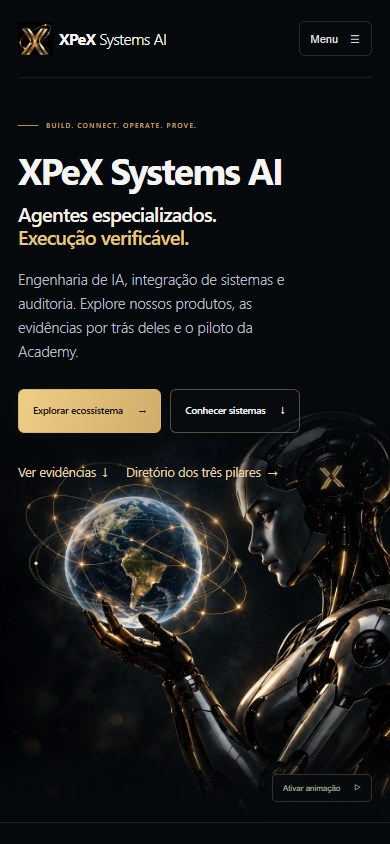 XPeX Systems AI
Menu ☰
BUILD. CONNECT. OPERATE. PROVE.
XPeX Systems AI
Agentes especializados.
Execução verificável.
Engenharia de IA, integração de sistemas e
auditoria. Explore nossos produtos, as
evidências por trás deles e o piloto da
Academy.
Explorar ecossistema →
Conhecer sistemas ↓
Ver evidências ↓
Diretório dos três pilares →
Ativar animação ▷